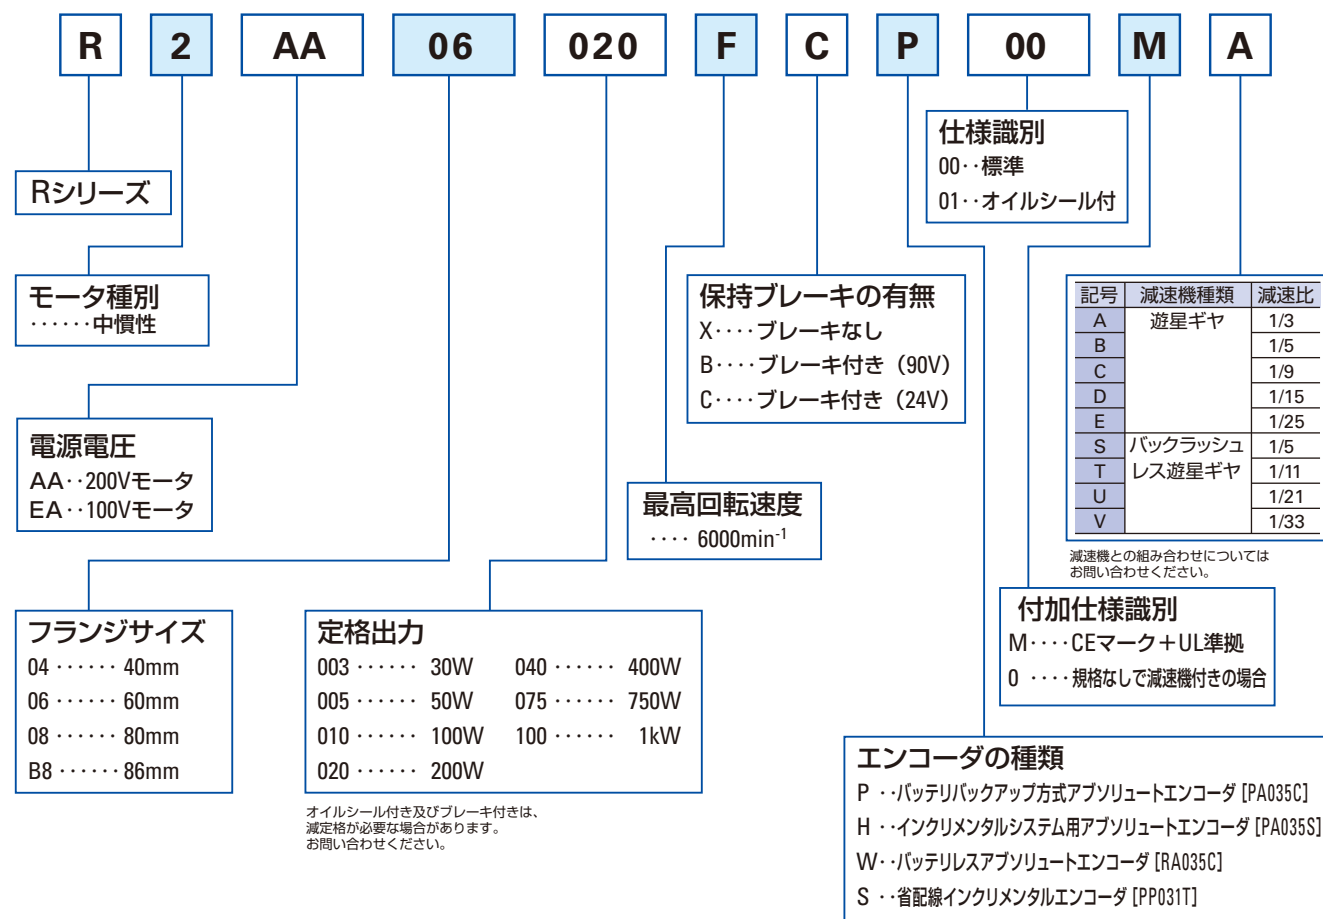 R 2 AA 06 020 F C P 00 M A
Rシリーズ
モータ種別
‥‥‥中慣性
電源電圧
AA‥200Vモータ
EA‥100Vモータ
フランジサイズ
04 ‥‥‥ 40mm
06 ‥‥‥ 60mm
08 ‥‥‥ 80mm
B8 ‥‥‥ 86mm
定格出力
003 ‥‥‥ 30W 040 ‥‥‥ 400W
005 ‥‥‥ 50W 075 ‥‥‥ 750W
010 ‥‥‥ 100W 100 ‥‥‥ 1kW
020 ‥‥‥ 200W
オイルシール付き及びブレーキ付きは、
減定格が必要な場合があります。
お問い合わせください。
最高回転速度
‥‥ 6000min-1
保持ブレーキの有無
X‥‥ブレーキなし
B‥‥ブレーキ付き（90V）
C‥‥ブレーキ付き（24V）
エンコーダの種類
P ‥バッテリバックアップ方式アブソリュートエンコーダ [PA035C]
H ‥インクリメンタルシステム用アブソリュートエンコーダ [PA035S]
W‥バッテリレスアブソリュートエンコーダ [RA035C]
S ‥省配線インクリメンタルエンコーダ [PP031T]
仕様識別
00‥標準
01‥オイルシール付
付加仕様識別
M‥‥CEマーク＋UL準拠
0 ‥‥規格なしで減速機付きの場合
記号 減速機種類 減速比
A 遊星ギヤ 1/3
B 1/5
C 1/9
D 1/15
E 1/25
S バックラッシュ 1/5
T レス遊星ギヤ 1/11
U 1/21
V 1/33
減速機との組み合わせについては
お問い合わせください。